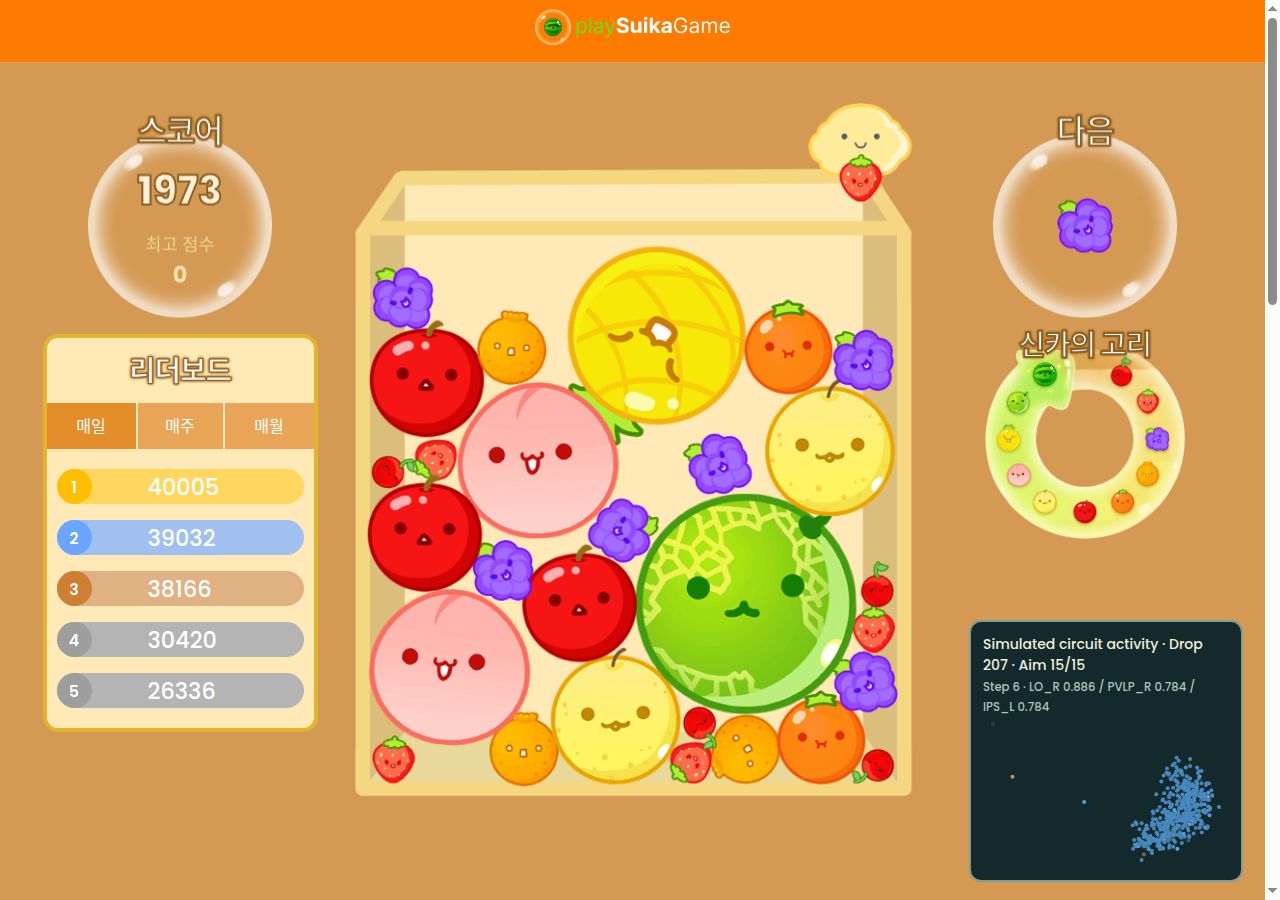 playSuikaGame
스코어
1973
최고 점수
0
다음
신카의 고리
리더보드
매일 매주 매월
1 40005
2 39032
3 38166
4 30420
5 26336
Simulated circuit activity · Drop
207 · Aim 15/15
Step 6 · LO_R 0.886 / PVLP_R 0.784 /
IPS_L 0.784